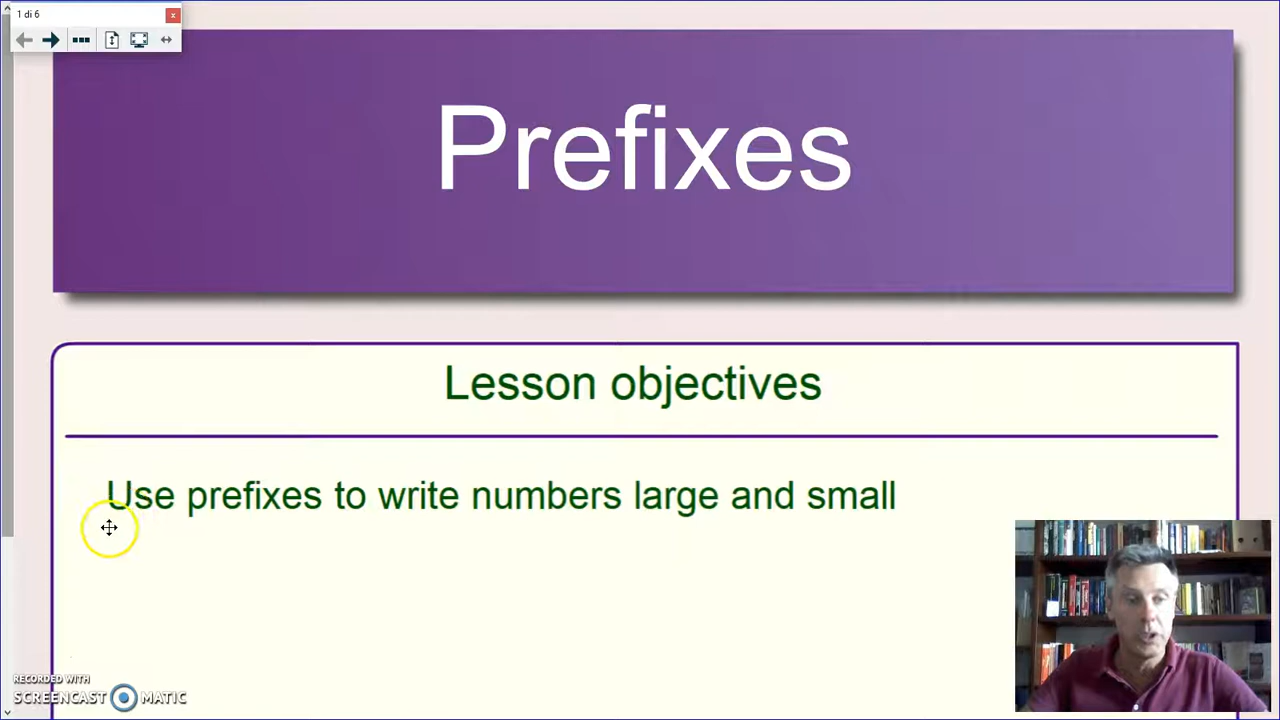 1 di 6
Prefixes
Lesson objectives
Use prefixes to write numbers large and small
RECORDED WITH
SCREENCAST MATIC